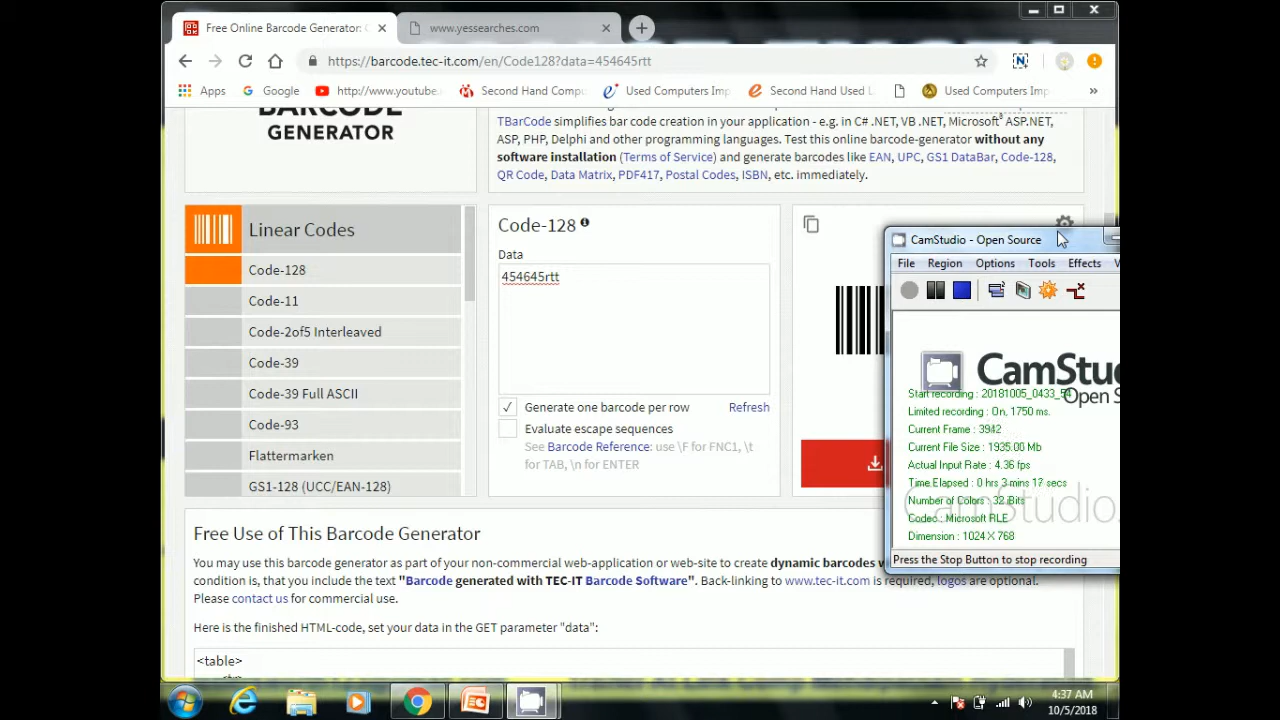 Free Online Barcode Generator: C
www.yessearches.com
https://barcode.tec-it.com/en/Code128?data=454645rtt
Apps
Google
http://www.youtube.
Second Hand Compu
Used Computers Imp
Second Hand Used L
Used Computers Imp
»
BARCODE
GENERATOR
TBarCode simplifies bar code creation in your application - e.g. in C# .NET, VB .NET, Microsoft® ASP.NET,
ASP, PHP, Delphi and other programming languages. Test this online barcode-generator without any
software installation (Terms of Service) and generate barcodes like EAN, UPC, GS1 DataBar, Code-128,
QR Code, Data Matrix, PDF417, Postal Codes, ISBN, etc. immediately.
Linear Codes
Code-128
Code-11
Code-2of5 Interleaved
Code-39
Code-39 Full ASCII
Code-93
Flattermarken
GS1-128 (UCC/EAN-128)
Code-128
Data
454645rtt
Generate one barcode per row
Refresh
Evaluate escape sequences
See Barcode Reference: use \F for FNC1, \t
for TAB, \n for ENTER
CamStudio - Open Source
File Region Options Tools Effects V
CamStu
Open S
Start recording : 20181005_0433_54
Limited recording : On, 1750 ms.
Current Frame : 3942
Current File Size : 1935.00 Mb
Actual Input Rate : 4.36 fps
Time Elapsed : 0 hrs 3 mins 17 secs
Number of Colors : 32 Bits
Codec : Microsoft RLE
Dimension : 1024 X 768
CamStudio.
Press the Stop Button to stop recording
Free Use of This Barcode Generator
You may use this barcode generator as part of your non-commercial web-application or web-site to create dynamic barcodes w
condition is, that you include the text "Barcode generated with TEC-IT Barcode Software". Back-linking to www.tec-it.com is required, logos are optional.
Please contact us for commercial use.
Here is the finished HTML-code, set your data in the GET parameter "data":
<table>
4:37 AM
10/5/2018